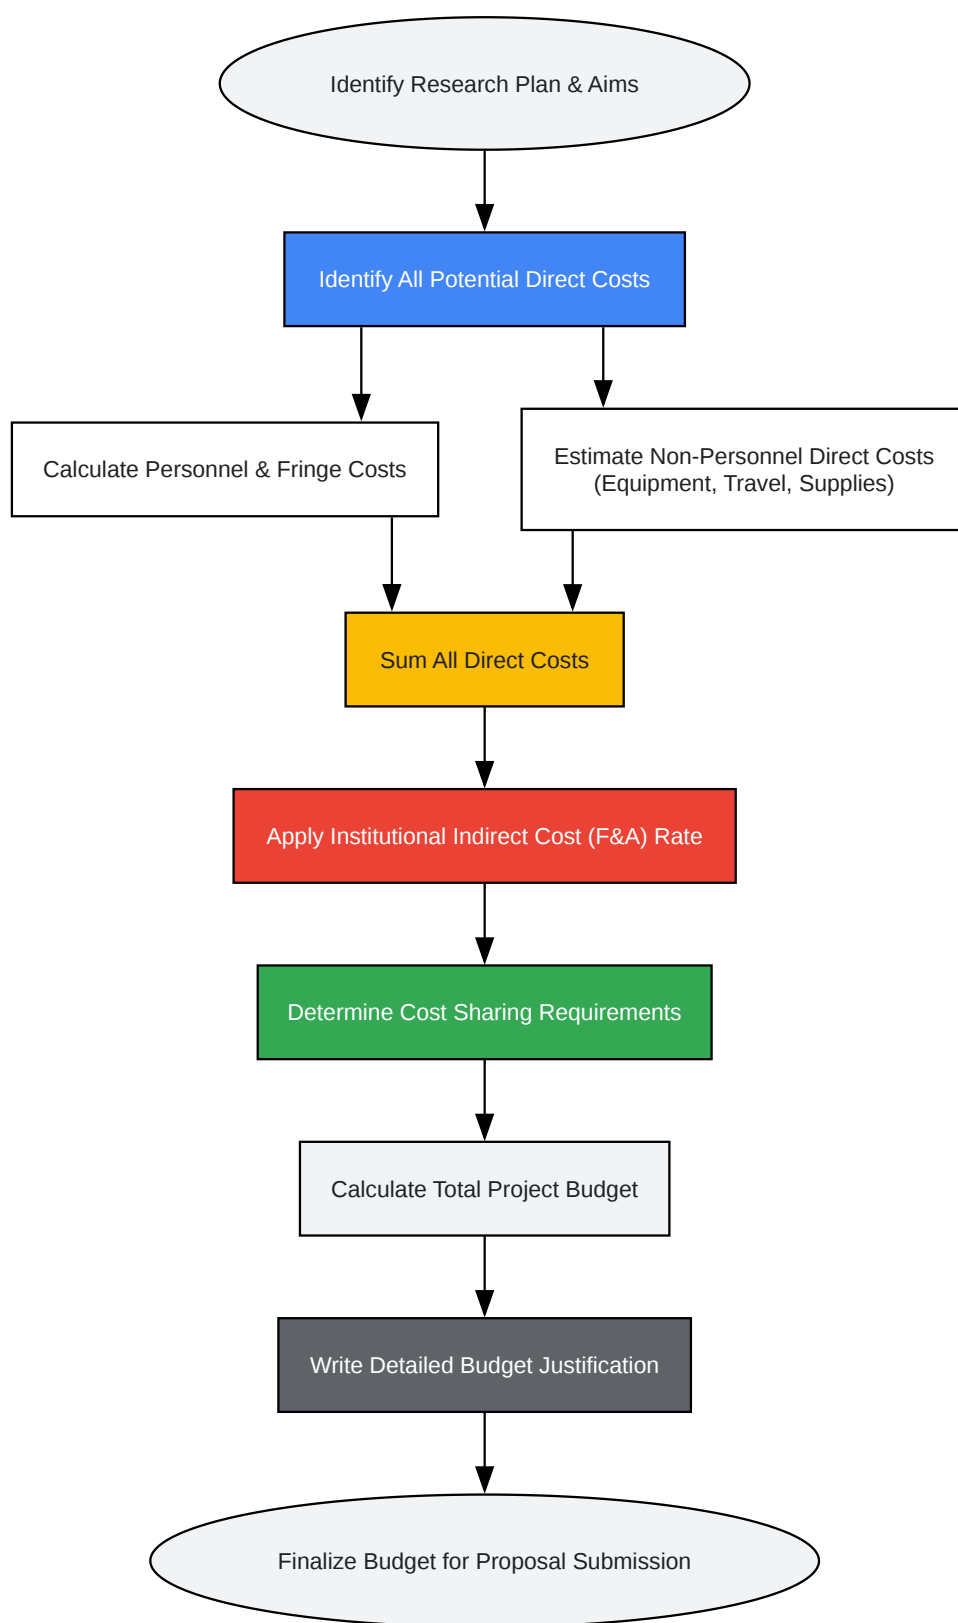 Identify Research Plan & Aims
Identify All Potential Direct Costs
Calculate Personnel & Fringe Costs
Estimate Non-Personnel Direct Costs
(Equipment, Travel, Supplies)
Sum All Direct Costs
Apply Institutional Indirect Cost (F&A) Rate
Determine Cost Sharing Requirements
Calculate Total Project Budget
Write Detailed Budget Justification
Finalize Budget for Proposal Submission